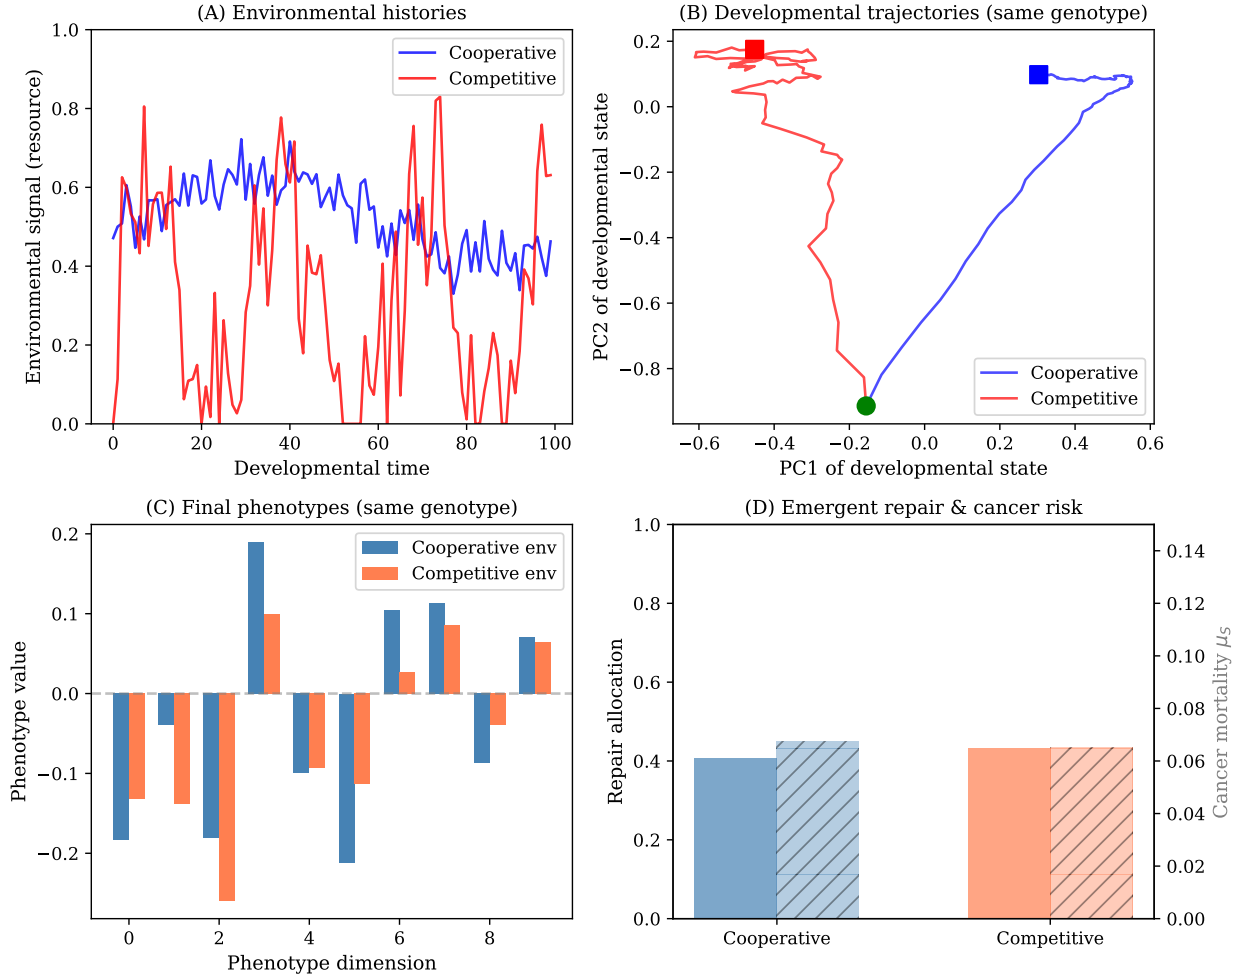 (A) Environmental histories
1.0
0.8
0.6
0.4
0.2
0.0
Environmental signal (resource)
Cooperative
Competitive
0 20 40 60 80 100
Developmental time
(B) Developmental trajectories (same genotype)
0.2
0.0
−0.2
−0.4
−0.6
−0.8
PC2 of developmental state
Cooperative
Competitive
−0.6 −0.4 −0.2 0.0 0.2 0.4 0.6
PC1 of developmental state
(C) Final phenotypes (same genotype)
0.2
0.1
0.0
−0.1
−0.2
Phenotype value
Cooperative env
Competitive env
0 2 4 6 8
Phenotype dimension
(D) Emergent repair & cancer risk
1.0
0.8
0.6
0.4
0.2
0.0
Repair allocation
0.14
0.12
0.10
0.08
0.06
0.04
0.02
0.00
Cancer mortality μ_S
Cooperative Competitive